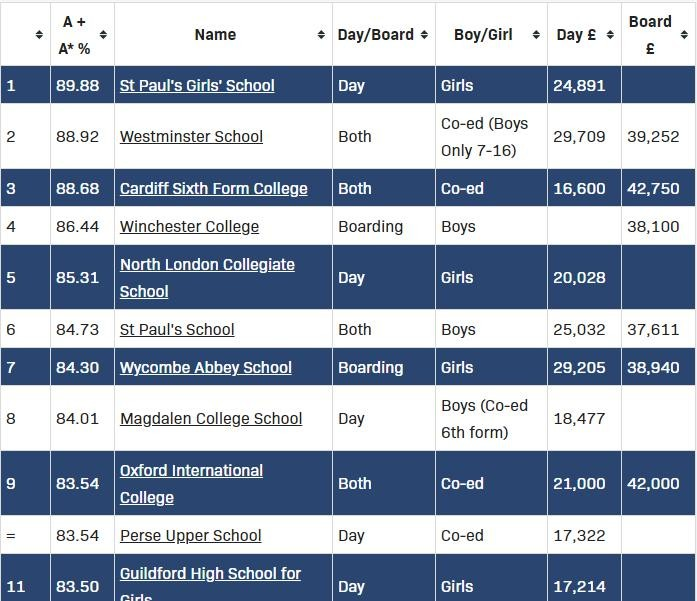 A + A* % Name Day/Board Boy/Girl Day £ Board £
1 89.88 St Paul's Girls' School Day Girls 24,891
2 88.92 Westminster School Both Co-ed (Boys Only 7-16) 29,709 39,252
3 88.68 Cardiff Sixth Form College Both Co-ed 16,600 42,750
4 86.44 Winchester College Boarding Boys 38,100
5 85.31 North London Collegiate School Day Girls 20,028
6 84.73 St Paul's School Both Boys 25,032 37,611
7 84.30 Wycombe Abbey School Boarding Girls 29,205 38,940
8 84.01 Magdalen College School Day Boys (Co-ed 6th form) 18,477
9 83.54 Oxford International College Both Co-ed 21,000 42,000
= 83.54 Perse Upper School Day Co-ed 17,322
11 83.50 Guildford High School for Girls Day Girls 17,214